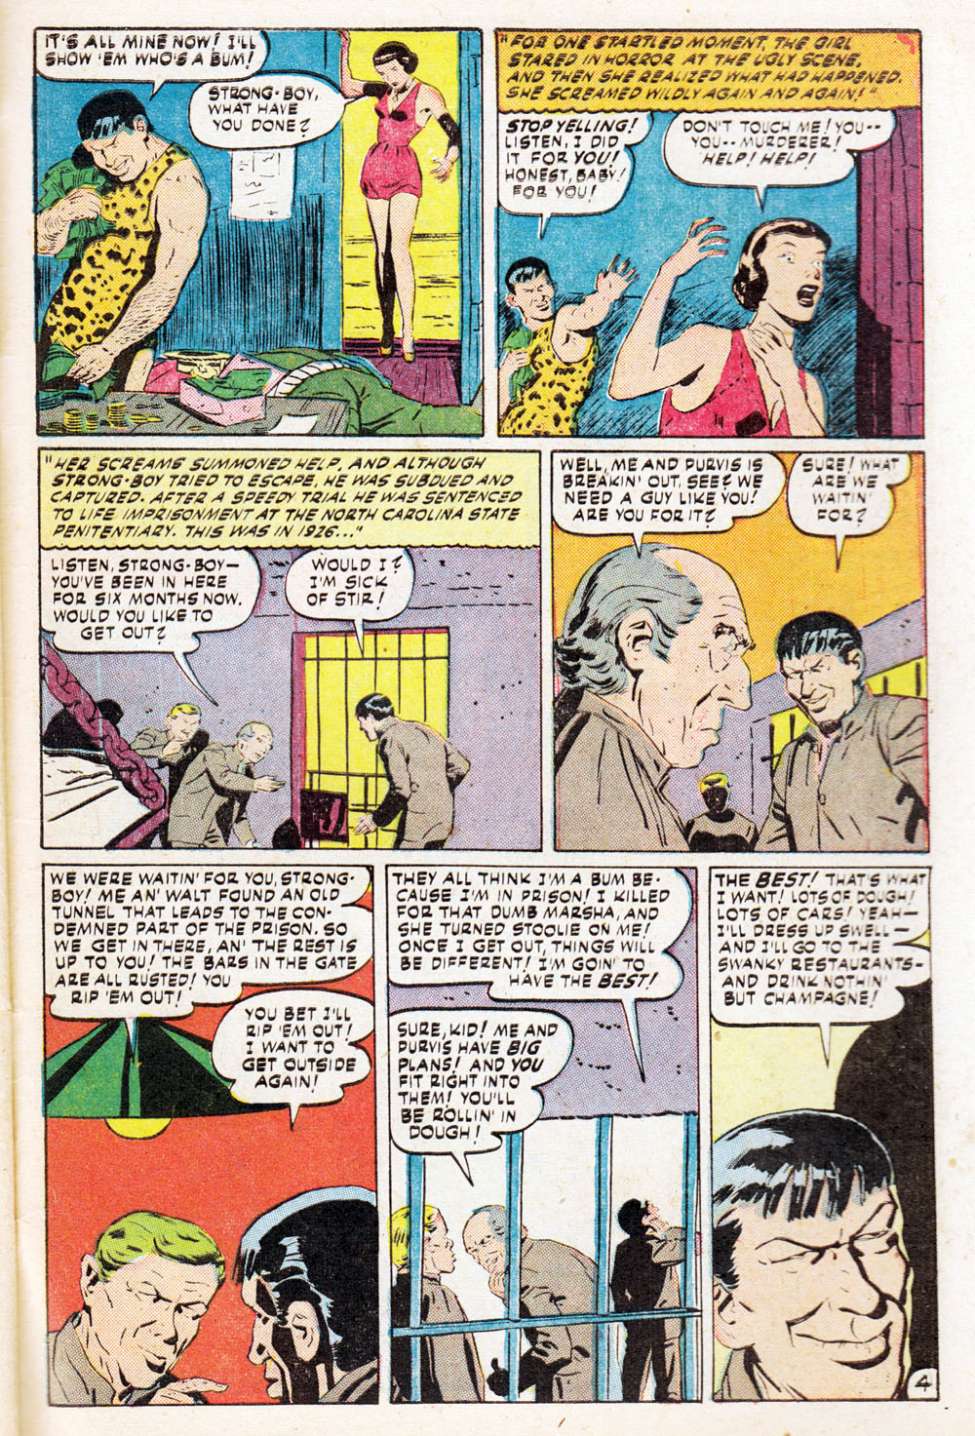 IT'S ALL MINE NOW! I'LL
SHOW 'EM WHO'S A BUM!
STRONG-BOY,
WHAT HAVE
YOU DONE?
"FOR ONE STARTLED MOMENT, THE GIRL
STARED IN HORROR AT THE UGLY SCENE,
AND THEN SHE REALIZED WHAT HAD HAPPENED.
SHE SCREAMED WILDLY AGAIN AND AGAIN!"
STOP YELLING!
LISTEN, I DID
IT FOR YOU!
HONEST, BABY!
FOR YOU!
DON'T TOUCH ME! YOU--
YOU--MURDERER!
HELP! HELP!
"HER SCREAMS SUMMONED HELP, AND ALTHOUGH
STRONG-BOY TRIED TO ESCAPE, HE WAS SUBDUED AND
CAPTURED. AFTER A SPEEDY TRIAL HE WAS SENTENCED
TO LIFE IMPRISONMENT AT THE NORTH CAROLINA STATE
PENITENTIARY. THIS WAS IN 1926..."
LISTEN, STRONG-BOY—
YOU'VE BEEN IN HERE
FOR SIX MONTHS NOW.
WOULD YOU LIKE TO
GET OUT?
WOULD I?
I'M SICK
OF STIR!
WELL, ME AND PURVIS IS
BREAKIN' OUT, SEE? WE
NEED A GUY LIKE YOU!
ARE YOU FOR IT?
SURE! WHAT
ARE WE
WAITIN'
FOR?
WE WERE WAITIN' FOR YOU, STRONG-
BOY! ME AN' WALT FOUND AN OLD
TUNNEL THAT LEADS TO THE CON-
DEMNED PART OF THE PRISON. SO
WE GET IN THERE, AN' THE REST IS
UP TO YOU! THE BARS IN THE GATE
ARE ALL RUSTED! YOU
RIP 'EM OUT!
YOU BET I'LL
RIP 'EM OUT!
I WANT TO
GET OUTSIDE
AGAIN!
THEY ALL THINK I'M A BUM BE-
CAUSE I'M IN PRISON! I KILLED
FOR THAT DUMB MARSHA, AND
SHE TURNED STOOLIE ON ME!
ONCE I GET OUT, THINGS WILL
BE DIFFERENT! I'M GOIN' TO
HAVE THE BEST!
SURE, KID! ME AND
PURVIS HAVE BIG
PLANS! AND YOU
FIT RIGHT INTO
THEM! YOU'LL
BE ROLLIN' IN
DOUGH!
THE BEST! THAT'S WHAT
I WANT! LOTS OF DOUGH!
LOTS OF CARS! YEAH—
I'LL DRESS UP SWELL—
AND I'LL GO TO THE
SWANKY RESTAURANTS—
AND DRINK NOTHIN'
BUT CHAMPAGNE!
4